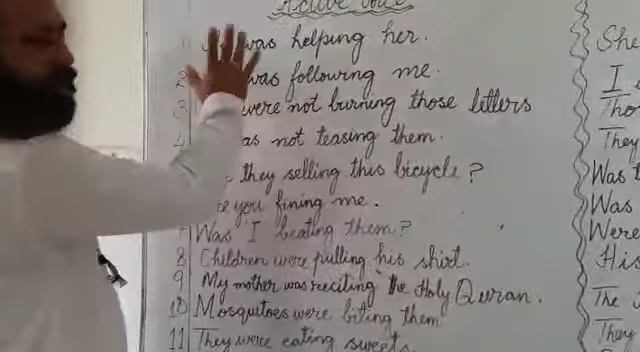 Active Voice
was helping her.
2 was following me.
3 were not burning those letters
4 as not teasing them.
they selling this bicycle?
you fining me.
7 Was I beating them?
8 Children were pulling his shirt.
9 My mother was reciting the Holy Quran.
10 Mosquitoes were biting them
11 They were eating sweets.
She
I
Tho
They
Was t
Was
Were
His
The
They